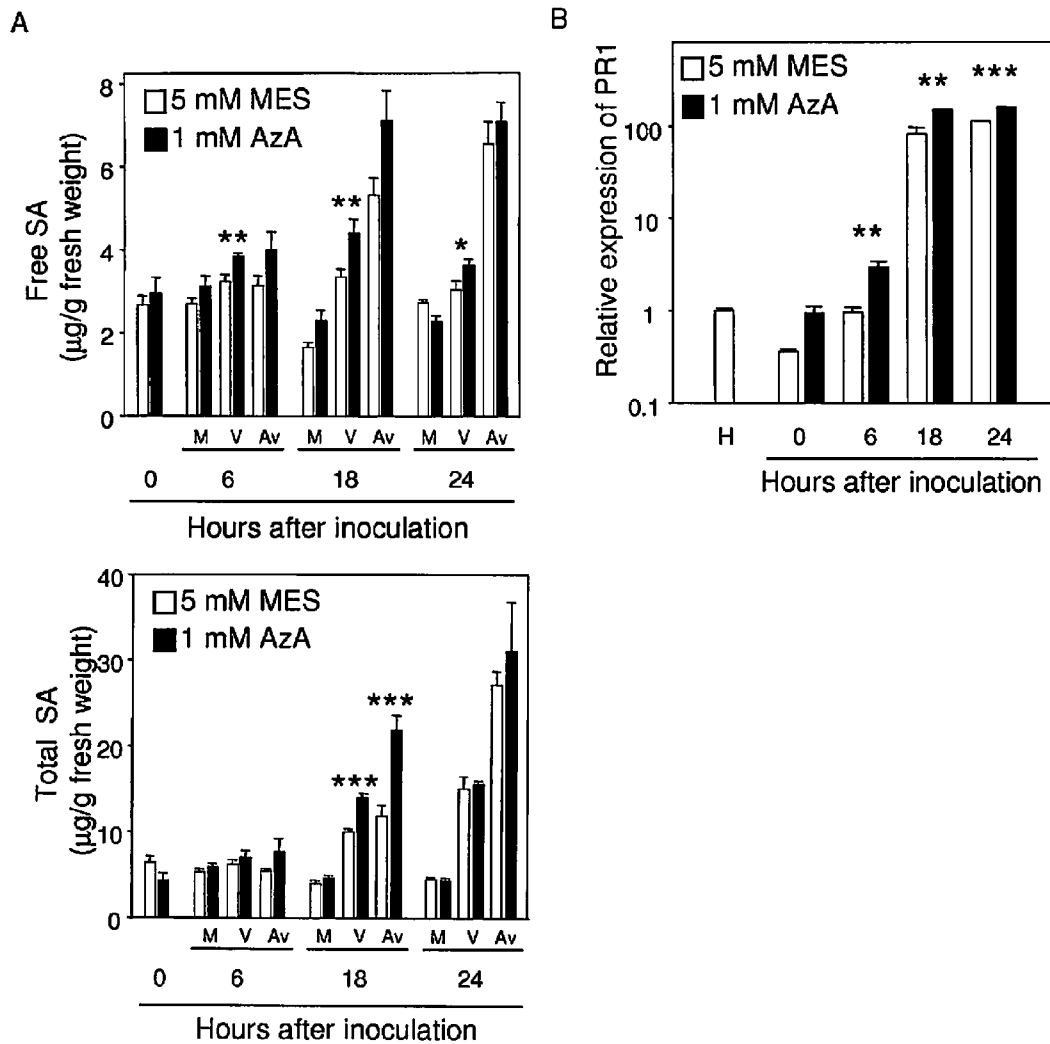 A
8
6
4
2
0
Free SA
(µg/g fresh weight)
5 mM MES
1 mM AzA
**
**
*
M V Av M V Av M V Av
0 6 18 24
Hours after inoculation
40
30
20
10
0
Total SA
(µg/g fresh weight)
5 mM MES
1 mM AzA
***
***
M V Av M V Av M V Av
0 6 18 24
Hours after inoculation
B
Relative expression of PR1
100
10
1
0.1
5 mM MES
1 mM AzA
**
**
***
H 0 6 18 24
Hours after inoculation